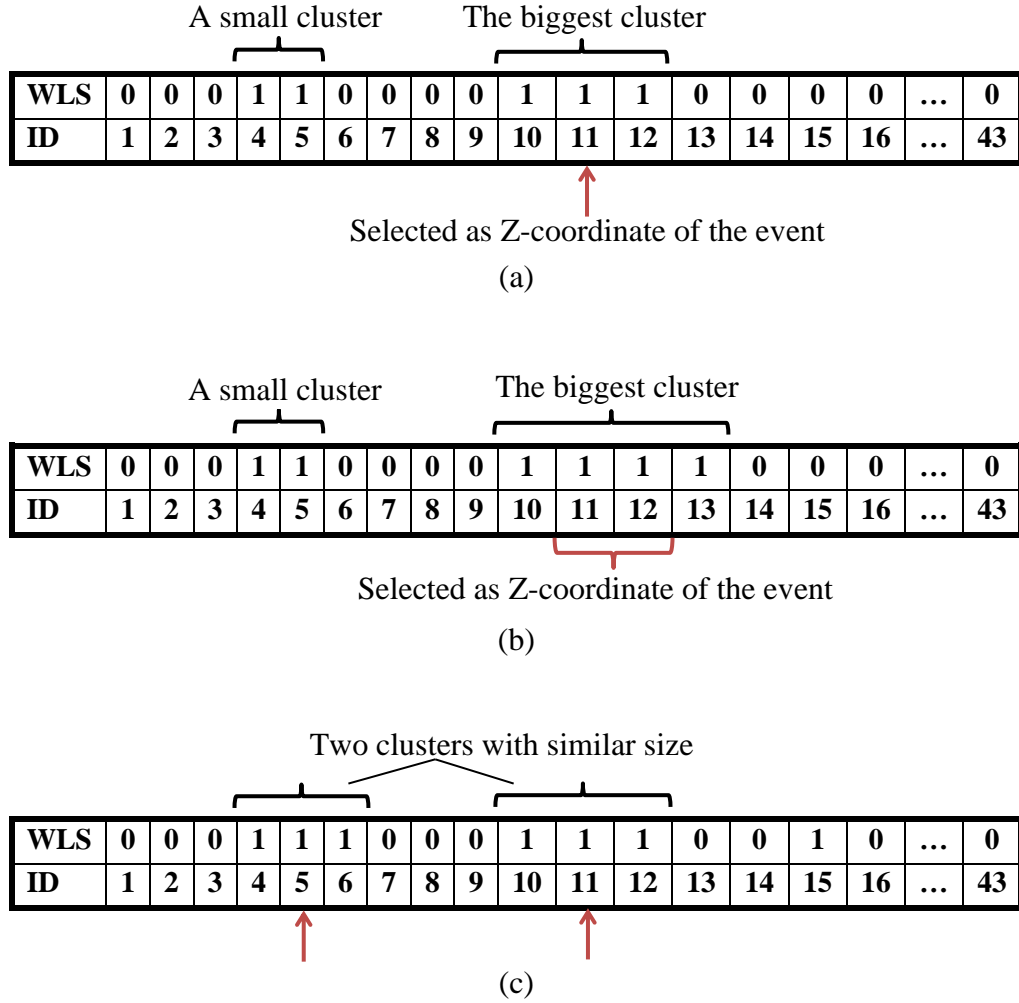 A small cluster The biggest cluster
WLS 0 0 0 1 1 0 0 0 0 1 1 1 0 0 0 0 … 0
ID 1 2 3 4 5 6 7 8 9 10 11 12 13 14 15 16 … 43
Selected as Z-coordinate of the event
(a)
A small cluster The biggest cluster
WLS 0 0 0 1 1 0 0 0 0 1 1 1 1 0 0 0 … 0
ID 1 2 3 4 5 6 7 8 9 10 11 12 13 14 15 16 … 43
Selected as Z-coordinate of the event
(b)
Two clusters with similar size
WLS 0 0 0 1 1 1 0 0 0 1 1 1 0 0 1 0 … 0
ID 1 2 3 4 5 6 7 8 9 10 11 12 13 14 15 16 … 43
(c)